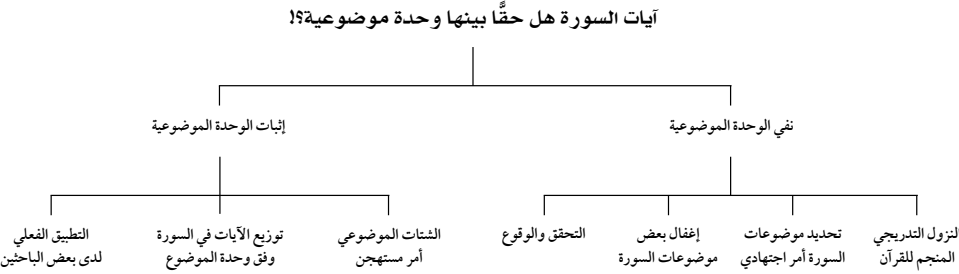 آيات السورة هل حقًّا بينها وحدة موضوعية؟!
نفي الوحدة الموضوعية
إثبات الوحدة الموضوعية
لنزول التدريجي
المنجم للقرآن
تحديد موضوعات
السورة أمر اجتهادي
إغفال بعض
موضوعات السورة
التحقق والوقوع
الشتات الموضوعي
أمر مستهجن
توزيع الآيات في السورة
وفق وحدة الموضوع
التطبيق الفعلي
لدى بعض الباحثين